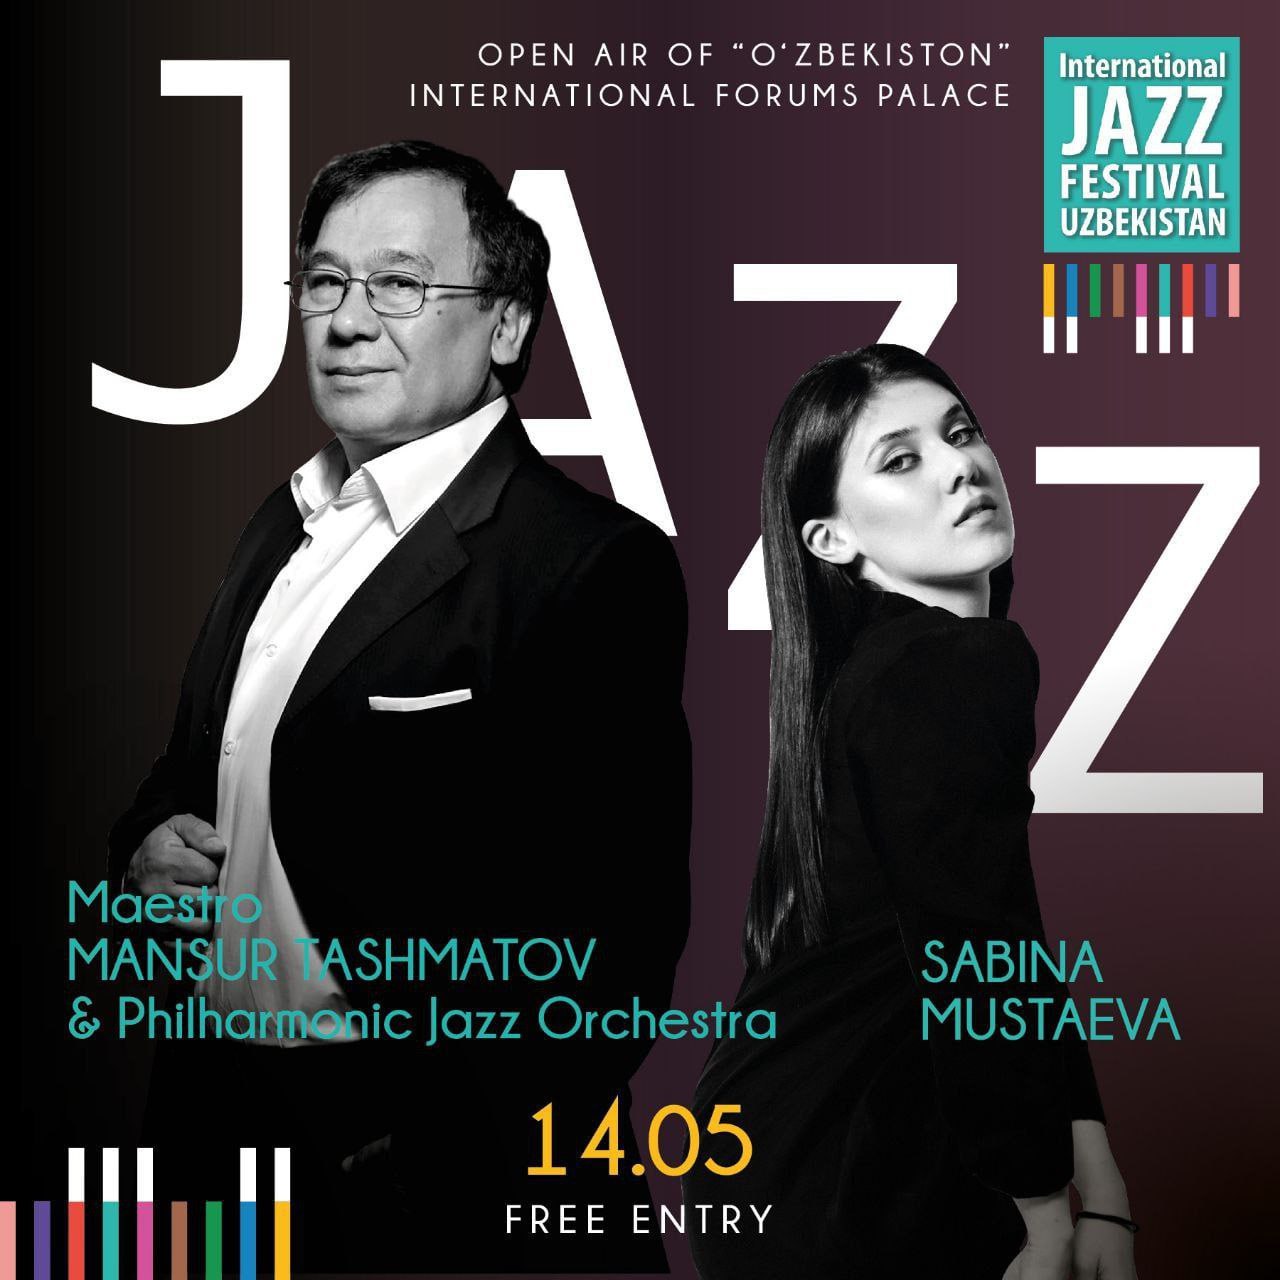 OPEN AIR OF “O‘ZBEKISTON”
INTERNATIONAL FORUMS PALACE
International
JAZZ
FESTIVAL
UZBEKISTAN
JAZZ
Maestro
MANSUR TASHMATOV
& Philharmonic Jazz Orchestra
SABINA
MUSTAEVA
14.05
FREE ENTRY